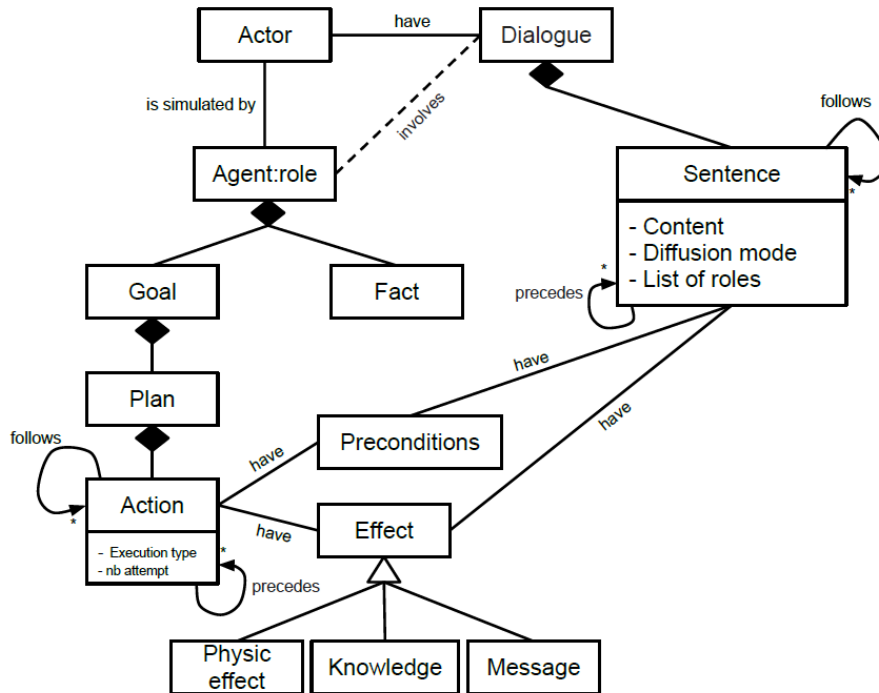 Actor
have
Dialogue
is simulated by
involves
follows
*
Agent:role
Sentence
- Content
- Diffusion mode
- List of roles
*
precedes
Goal
Fact
have
Plan
have
follows
Preconditions
have
*
Action
- Execution type
- nb attempt
*
precedes
have
Effect
Physic
effect
Knowledge
Message